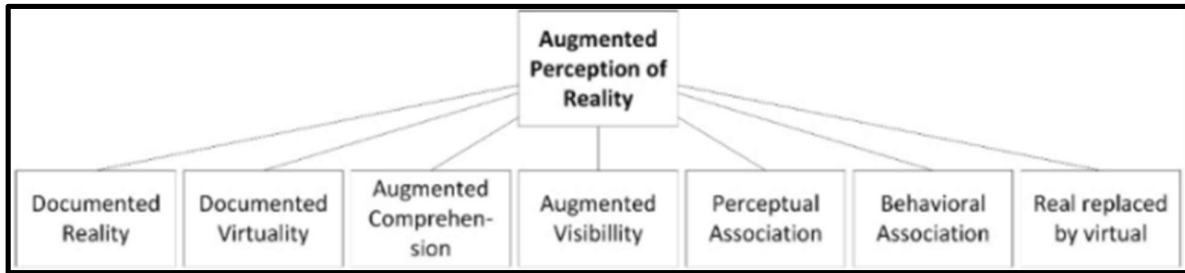 Augmented
Perception of
Reality
Documented
Reality
Documented
Virtuality
Augmented
Comprehen-
sion
Augmented
Visibillity
Perceptual
Association
Behavioral
Association
Real replaced
by virtual